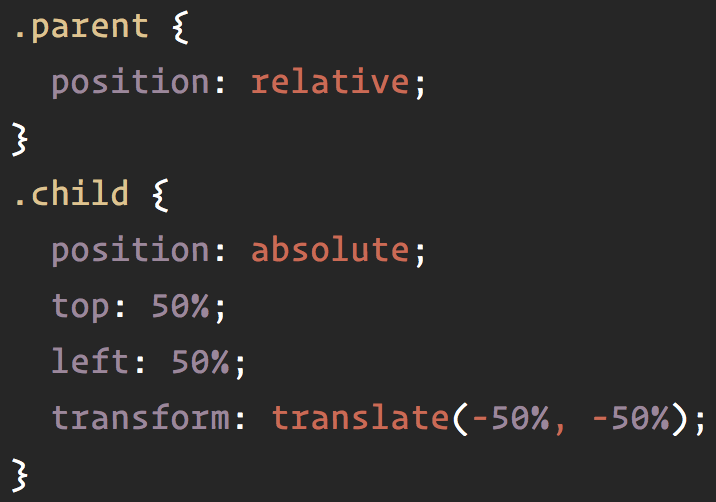 .parent {
  position: relative;
}
.child {
  position: absolute;
  top: 50%;
  left: 50%;
  transform: translate(-50%, -50%);
}